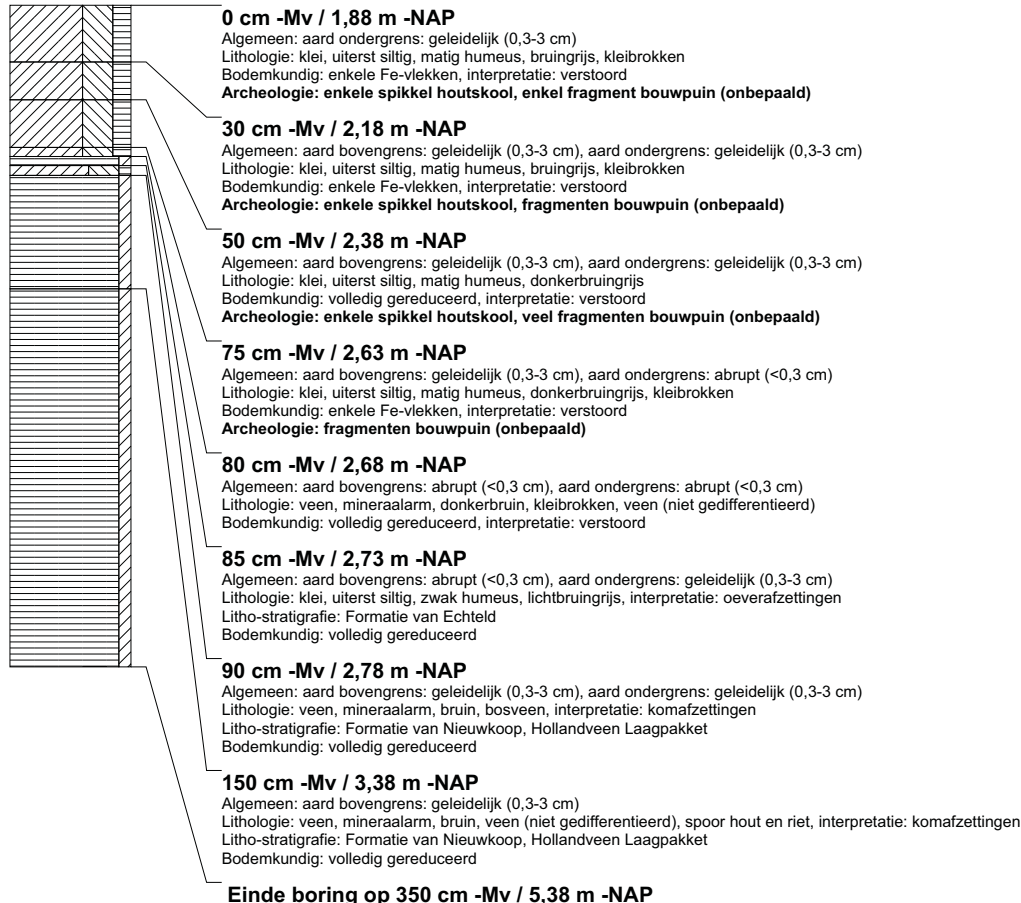 0 cm -Mv / 1,88 m -NAP
Algemeen: aard ondergrens: geleidelijk (0,3-3 cm)
Lithologie: klei, uiterst siltig, matig humeus, bruingrijs, kleibrokken
Bodemkundig: enkele Fe-vlekken, interpretatie: verstoord
Archeologie: enkele spikkel houtskool, enkel fragment bouwpuin (onbepaald)
30 cm -Mv / 2,18 m -NAP
Algemeen: aard bovengrens: geleidelijk (0,3-3 cm), aard ondergrens: geleidelijk (0,3-3 cm)
Lithologie: klei, uiterst siltig, matig humeus, bruingrijs, kleibrokken
Bodemkundig: enkele Fe-vlekken, interpretatie: verstoord
Archeologie: enkele spikkel houtskool, fragmenten bouwpuin (onbepaald)
50 cm -Mv / 2,38 m -NAP
Algemeen: aard bovengrens: geleidelijk (0,3-3 cm), aard ondergrens: geleidelijk (0,3-3 cm)
Lithologie: klei, uiterst siltig, matig humeus, donkerbruingrijs
Bodemkundig: volledig gereduceerd, interpretatie: verstoord
Archeologie: enkele spikkel houtskool, veel fragmenten bouwpuin (onbepaald)
75 cm -Mv / 2,63 m -NAP
Algemeen: aard bovengrens: geleidelijk (0,3-3 cm), aard ondergrens: abrupt (<0,3 cm)
Lithologie: klei, uiterst siltig, matig humeus, donkerbruingrijs, kleibrokken
Bodemkundig: enkele Fe-vlekken, interpretatie: verstoord
Archeologie: fragmenten bouwpuin (onbepaald)
80 cm -Mv / 2,68 m -NAP
Algemeen: aard bovengrens: abrupt (<0,3 cm), aard ondergrens: abrupt (<0,3 cm)
Lithologie: veen, mineraalarm, donkerbruin, kleibrokken, veen (niet gedifferentieerd)
Bodemkundig: volledig gereduceerd, interpretatie: verstoord
85 cm -Mv / 2,73 m -NAP
Algemeen: aard bovengrens: abrupt (<0,3 cm), aard ondergrens: geleidelijk (0,3-3 cm)
Lithologie: klei, uiterst siltig, zwak humeus, lichtbruingrijs, interpretatie: oeverafzettingen
Litho-stratigrafie: Formatie van Echteld
Bodemkundig: volledig gereduceerd
90 cm -Mv / 2,78 m -NAP
Algemeen: aard bovengrens: geleidelijk (0,3-3 cm), aard ondergrens: geleidelijk (0,3-3 cm)
Lithologie: veen, mineraalarm, bruin, bosveen, interpretatie: komafzettingen
Litho-stratigrafie: Formatie van Nieuwkoop, Hollandveen Laagpakket
Bodemkundig: volledig gereduceerd
150 cm -Mv / 3,38 m -NAP
Algemeen: aard bovengrens: geleidelijk (0,3-3 cm)
Lithologie: veen, mineraalarm, bruin, veen (niet gedifferentieerd), spoor hout en riet, interpretatie: komafzettingen
Litho-stratigrafie: Formatie van Nieuwkoop, Hollandveen Laagpakket
Bodemkundig: volledig gereduceerd
Einde boring op 350 cm -Mv / 5,38 m -NAP